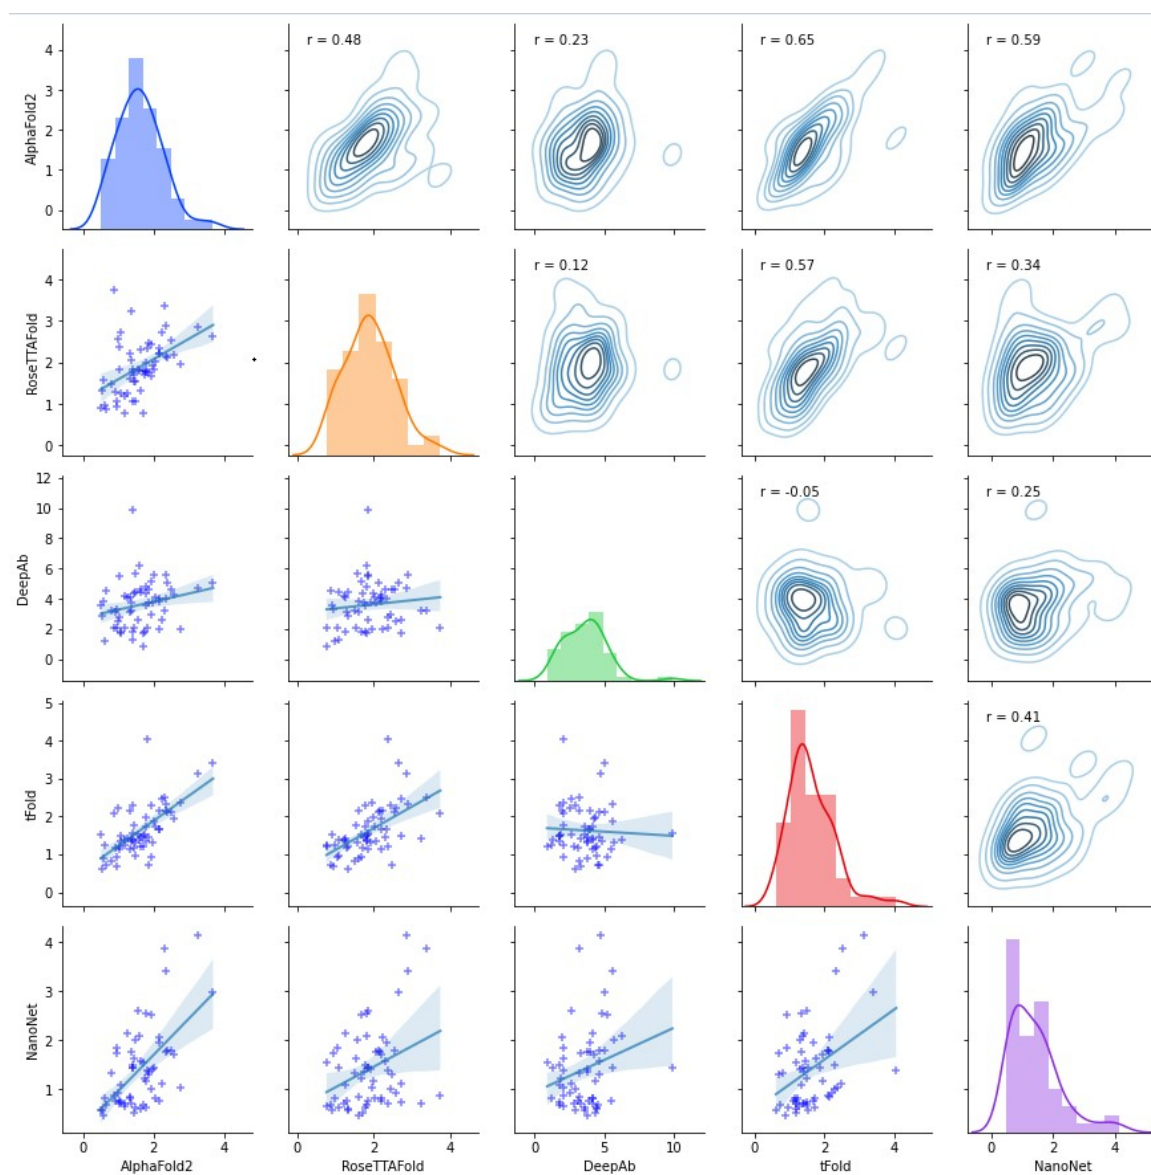 r = 0.48
r = 0.23
r = 0.65
r = 0.59
4
3
2
1
0
AlphaFold2
r = 0.12
r = 0.57
r = 0.34
4
3
2
1
0
RoseTTAFold
r = -0.05
r = 0.25
12
10
8
6
4
2
0
DeepAb
r = 0.41
5
4
3
2
1
0
tFold
4
3
2
1
NanoNet
0 2 4
0 2 4
0 5 10
0 2 4
0 2 4
AlphaFold2
RoseTTAFold
DeepAb
tFold
NanoNet